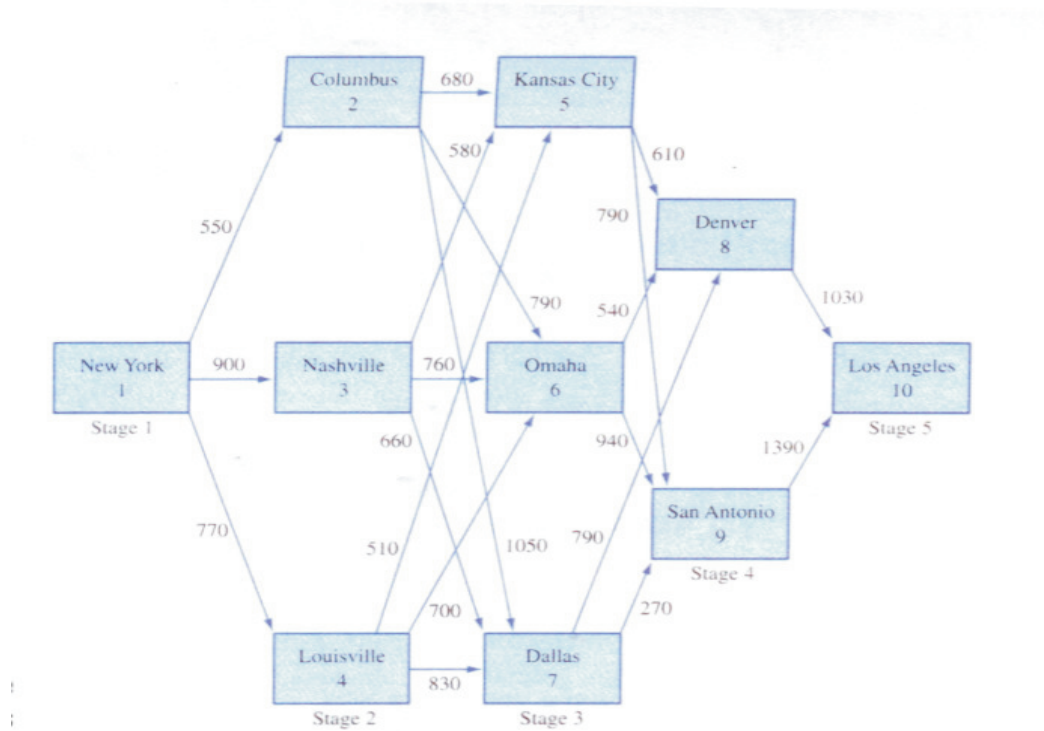 Columbus
2
680
Kansas City
5
580
610
550
790
Denver
8
790
540
1030
New York
1
Stage 1
900
Nashville
3
760
Omaha
6
Los Angeles
10
Stage 5
660
940
1390
770
510
1050
790
San Antonio
9
Stage 4
700
270
Louisville
4
Stage 2
830
Dallas
7
Stage 3